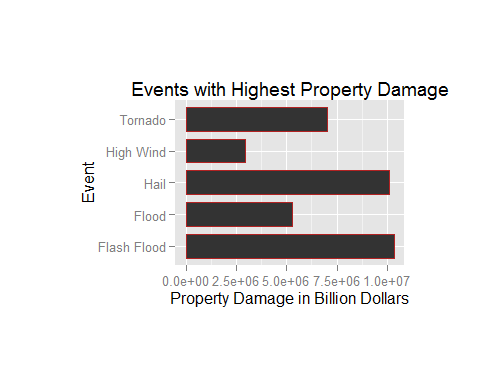 Events with Highest Property Damage
Event
Tornado
High Wind
Hail
Flood
Flash Flood
0.0e+00 2.5e+06 5.0e+06 7.5e+06 1.0e+07
Property Damage in Billion Dollars